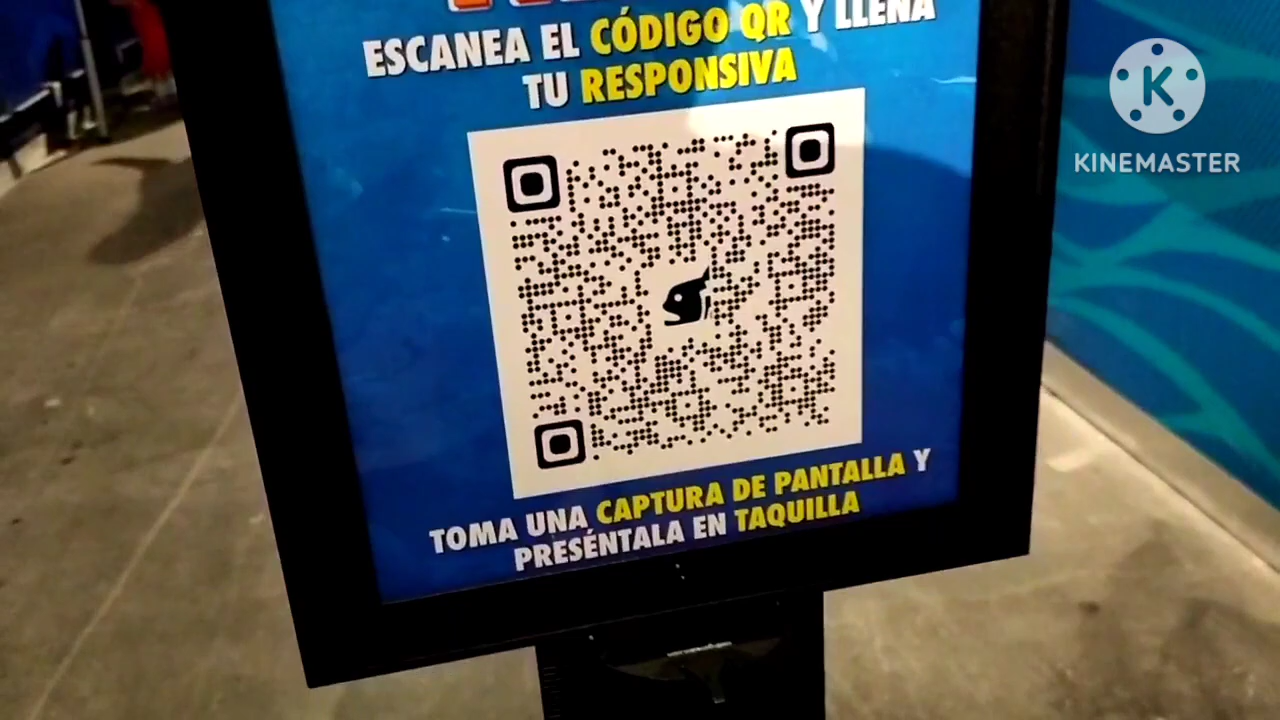 ESCANEA EL CÓDIGO QR Y LLENA
TU RESPONSIVA
K
KINEMASTER
TOMA UNA CAPTURA DE PANTALLA Y
PRESÉNTALA EN TAQUILLA